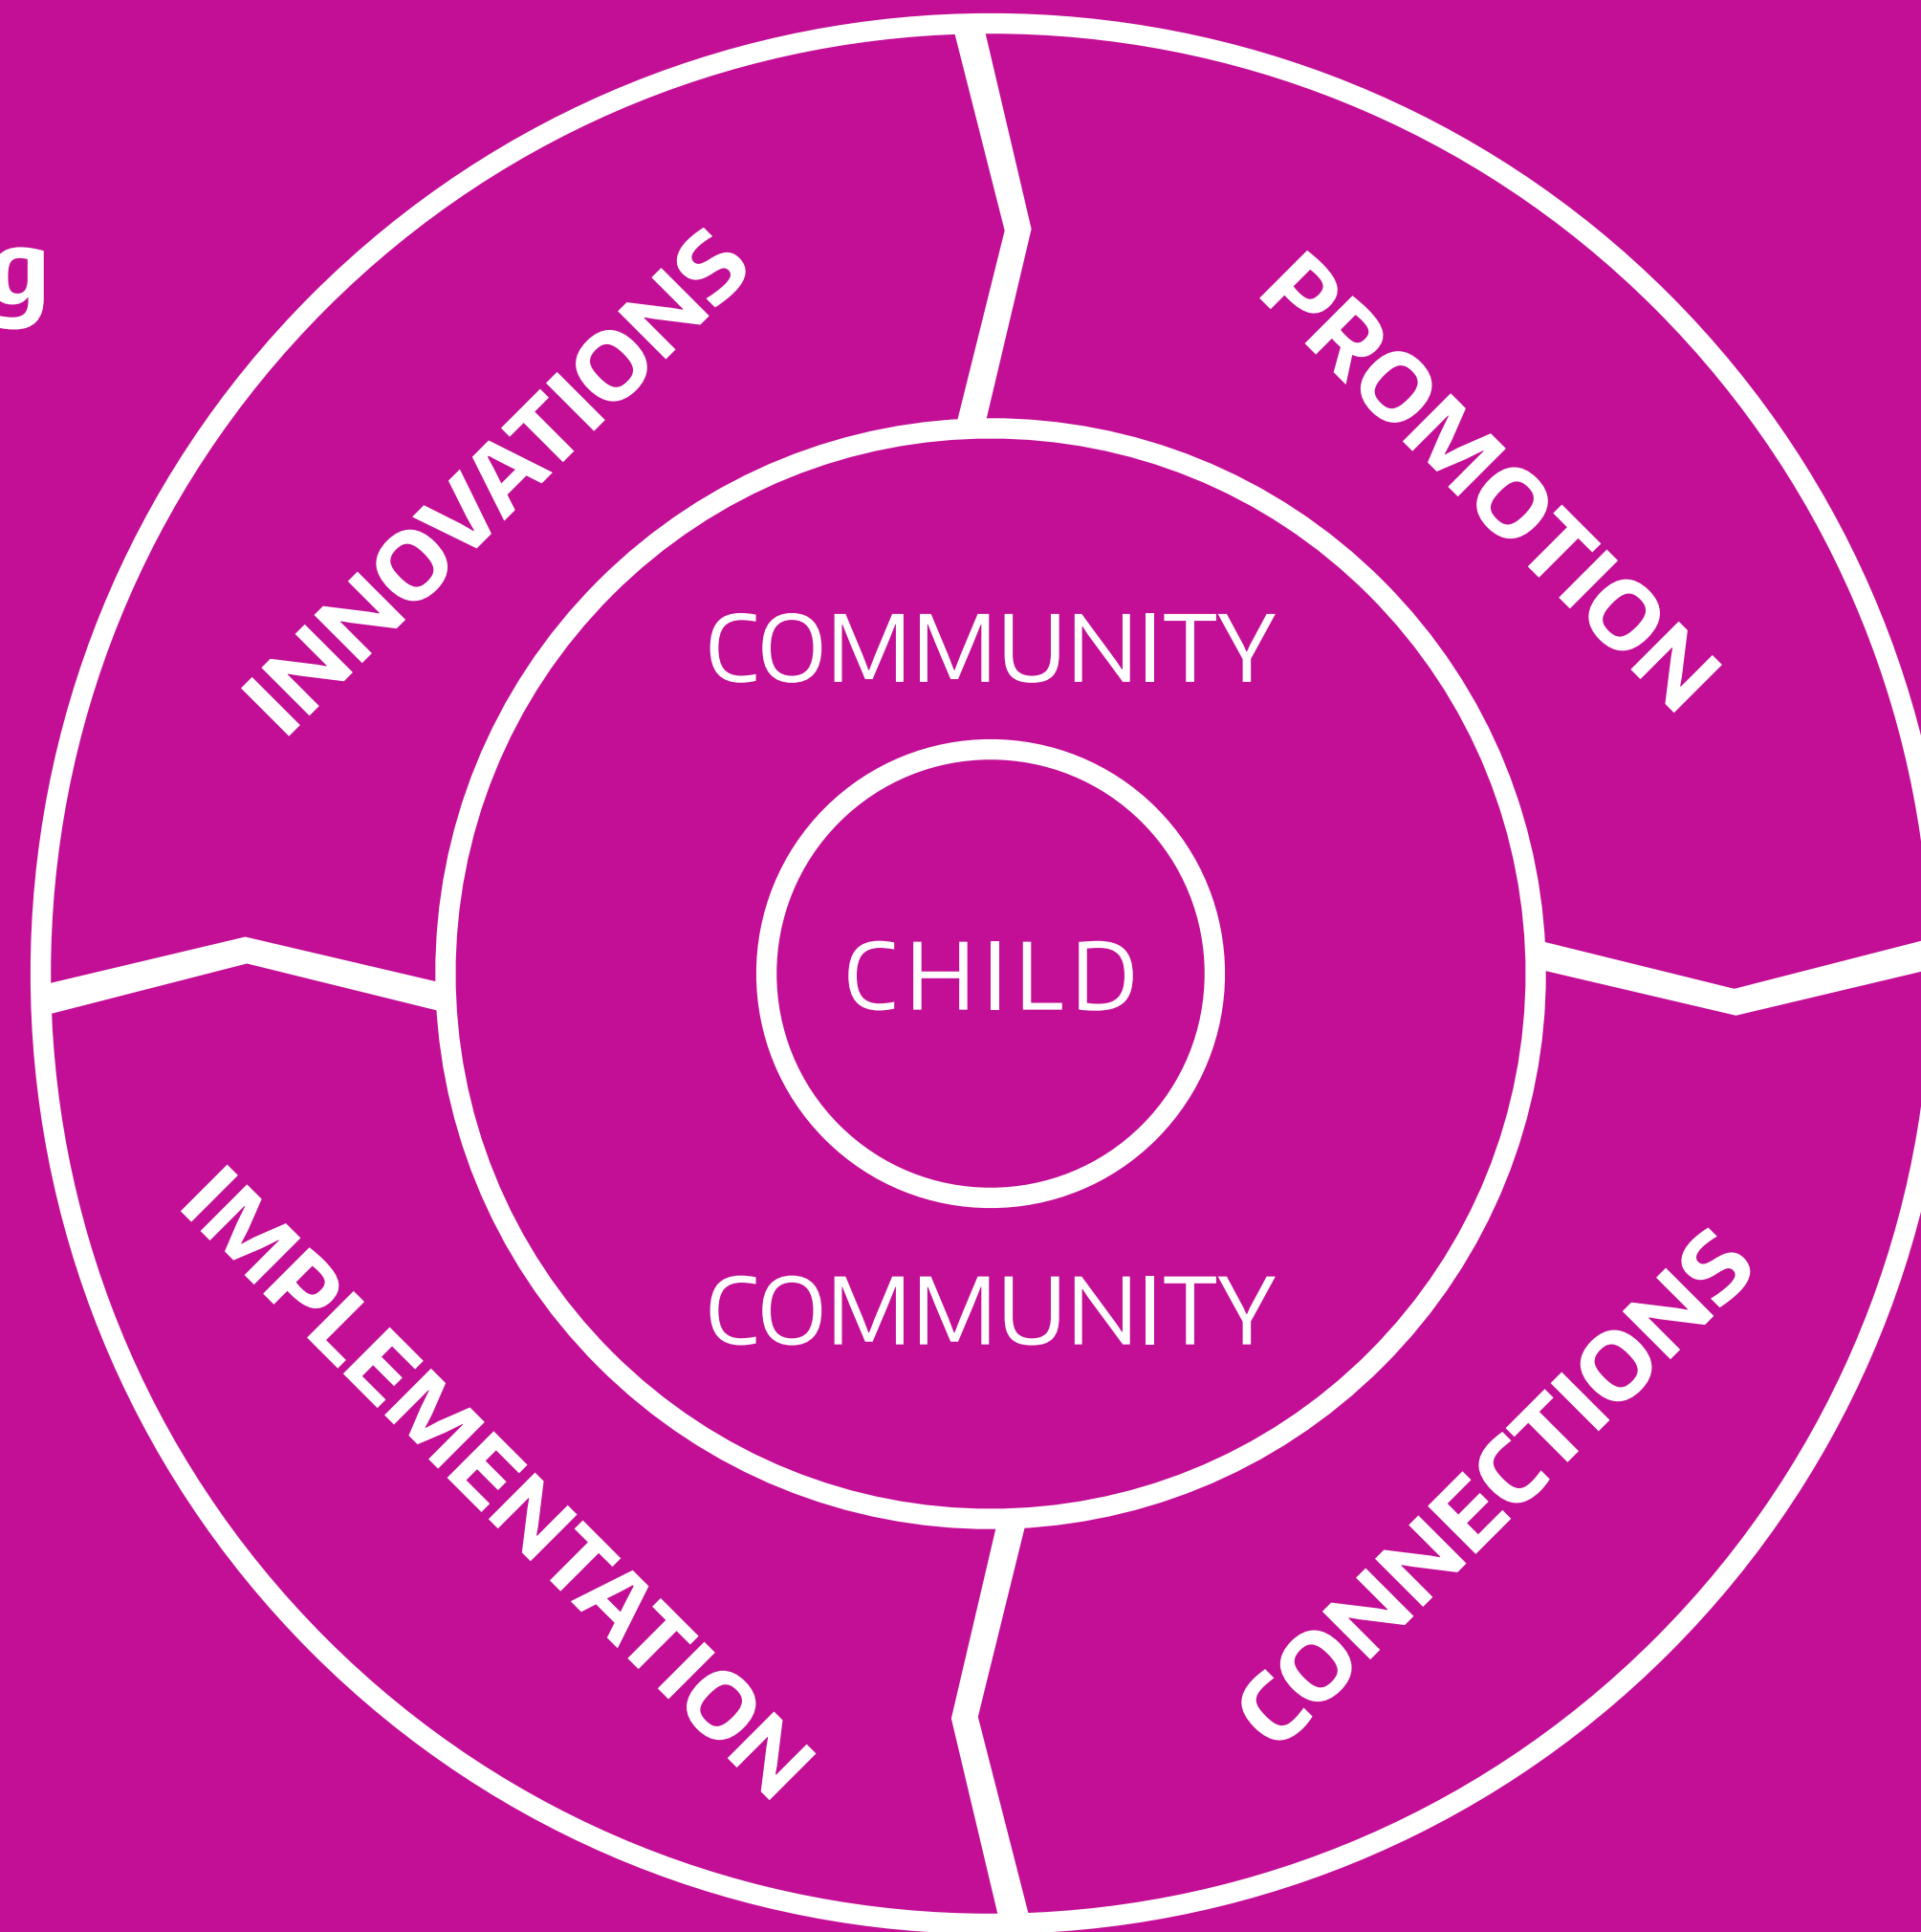 g
INNOVATIONS
PROMOTION
COMMUNITY
CHILD
COMMUNITY
IMPLEMENTATION
CONNECTIONS